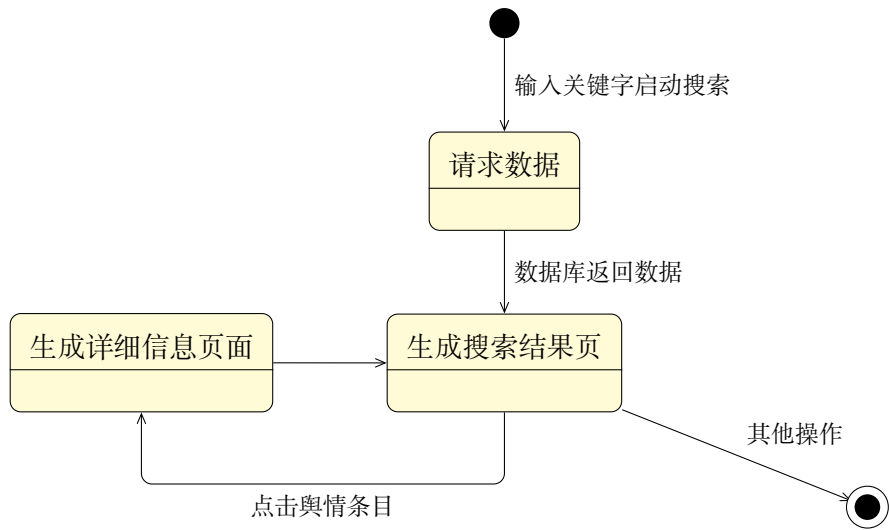 输入关键字启动搜索
请求数据
数据库返回数据
生成详细信息页面
生成搜索结果页
其他操作
点击舆情条目